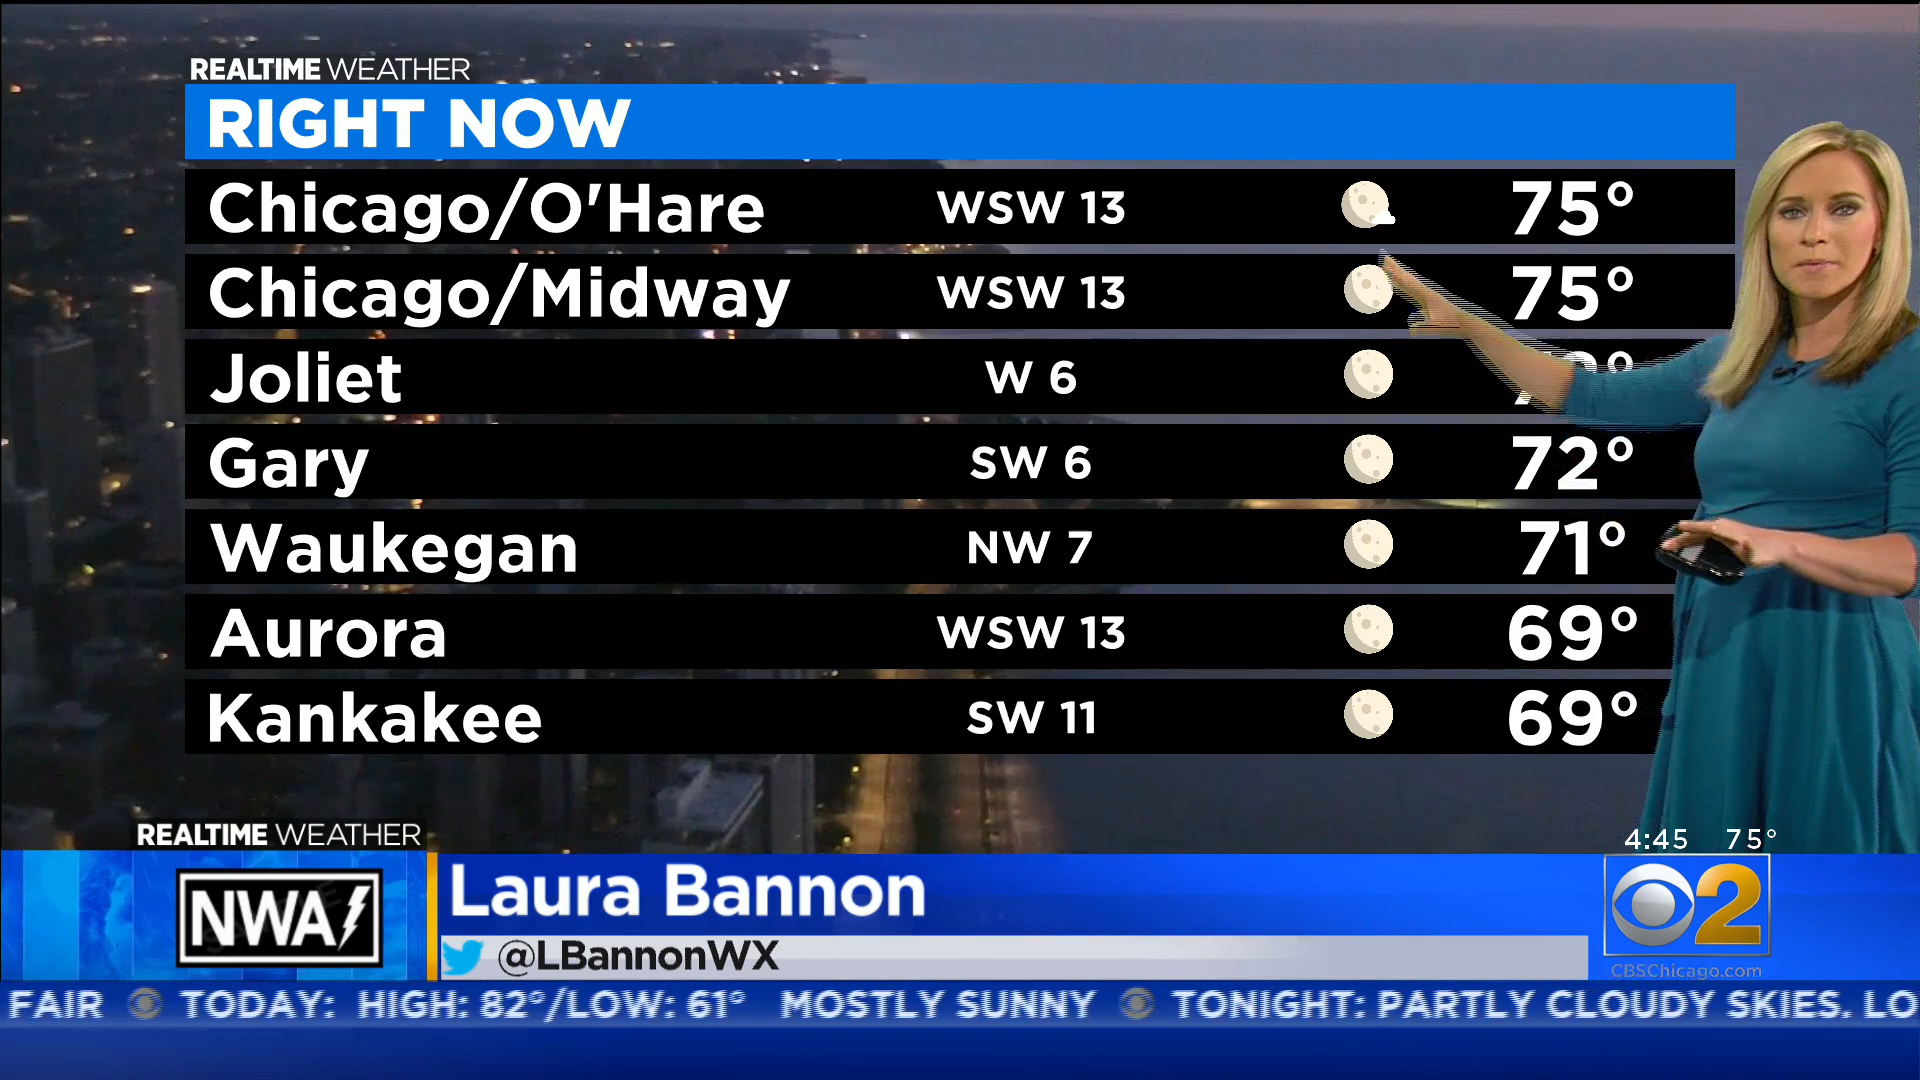 REALTIME WEATHER
RIGHT NOW
Chicago/O'Hare WSW 13 75°
Chicago/Midway WSW 13 75°
Joliet W 6
Gary SW 6 72°
Waukegan NW 7 71°
Aurora WSW 13 69°
Kankakee SW 11 69°
REALTIME WEATHER
4:45 75°
NWA
Laura Bannon
@LBannonWX
2
CBSChicago.com
FAIR TODAY: HIGH: 82°/LOW: 61° MOSTLY SUNNY TONIGHT: PARTLY CLOUDY SKIES. LO